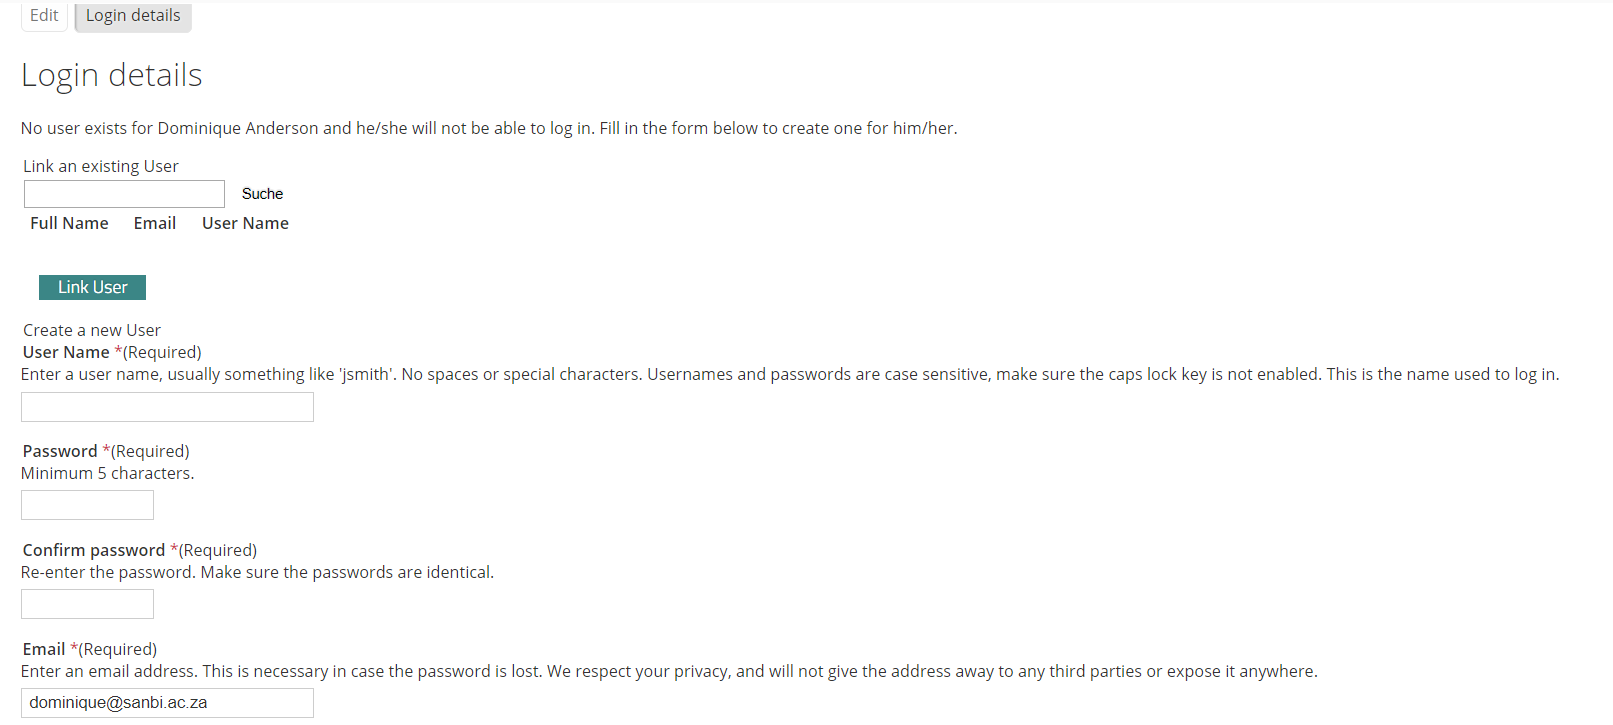 Edit Login details
Login details
No user exists for Dominique Anderson and he/she will not be able to log in. Fill in the form below to create one for him/her.
Link an existing User
Suche
Full Name Email User Name
Link User
Create a new User
User Name *(Required)
Enter a user name, usually something like 'jsmith'. No spaces or special characters. Usernames and passwords are case sensitive, make sure the caps lock key is not enabled. This is the name used to log in.
Password *(Required)
Minimum 5 characters.
Confirm password *(Required)
Re-enter the password. Make sure the passwords are identical.
Email *(Required)
Enter an email address. This is necessary in case the password is lost. We respect your privacy, and will not give the address away to any third parties or expose it anywhere.
dominique@sanbi.ac.za